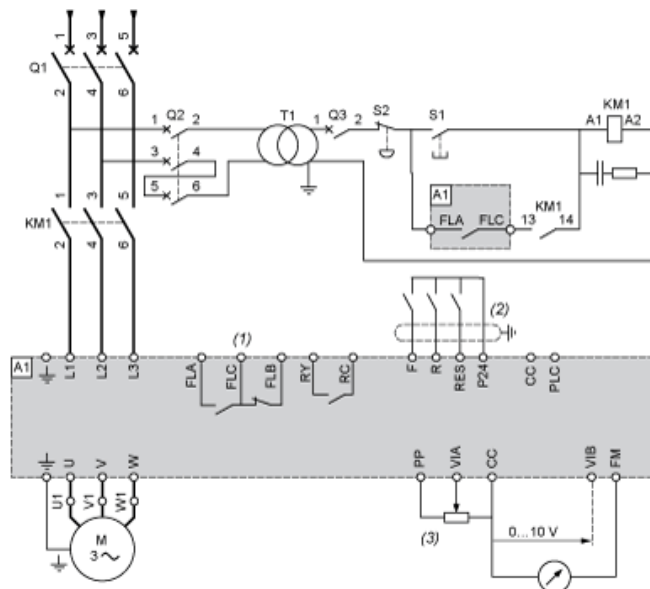 1 3 5
Q1
2 4 6
Q2
1 2
3 4
5 6
T1
1 Q3 2
S2
S1
KM1
A1 A2
A1
FLA FLC
KM1
13 14
1 3 5
KM1
2 4 6
(1)
(2)
A1
L1 L2 L3
FLA FLC FLB RY RC
F R RES P24 CC PLC
U V W
PP VIA CC VIB FM
U1 V1 W1
M
3
(3)
0...10 V